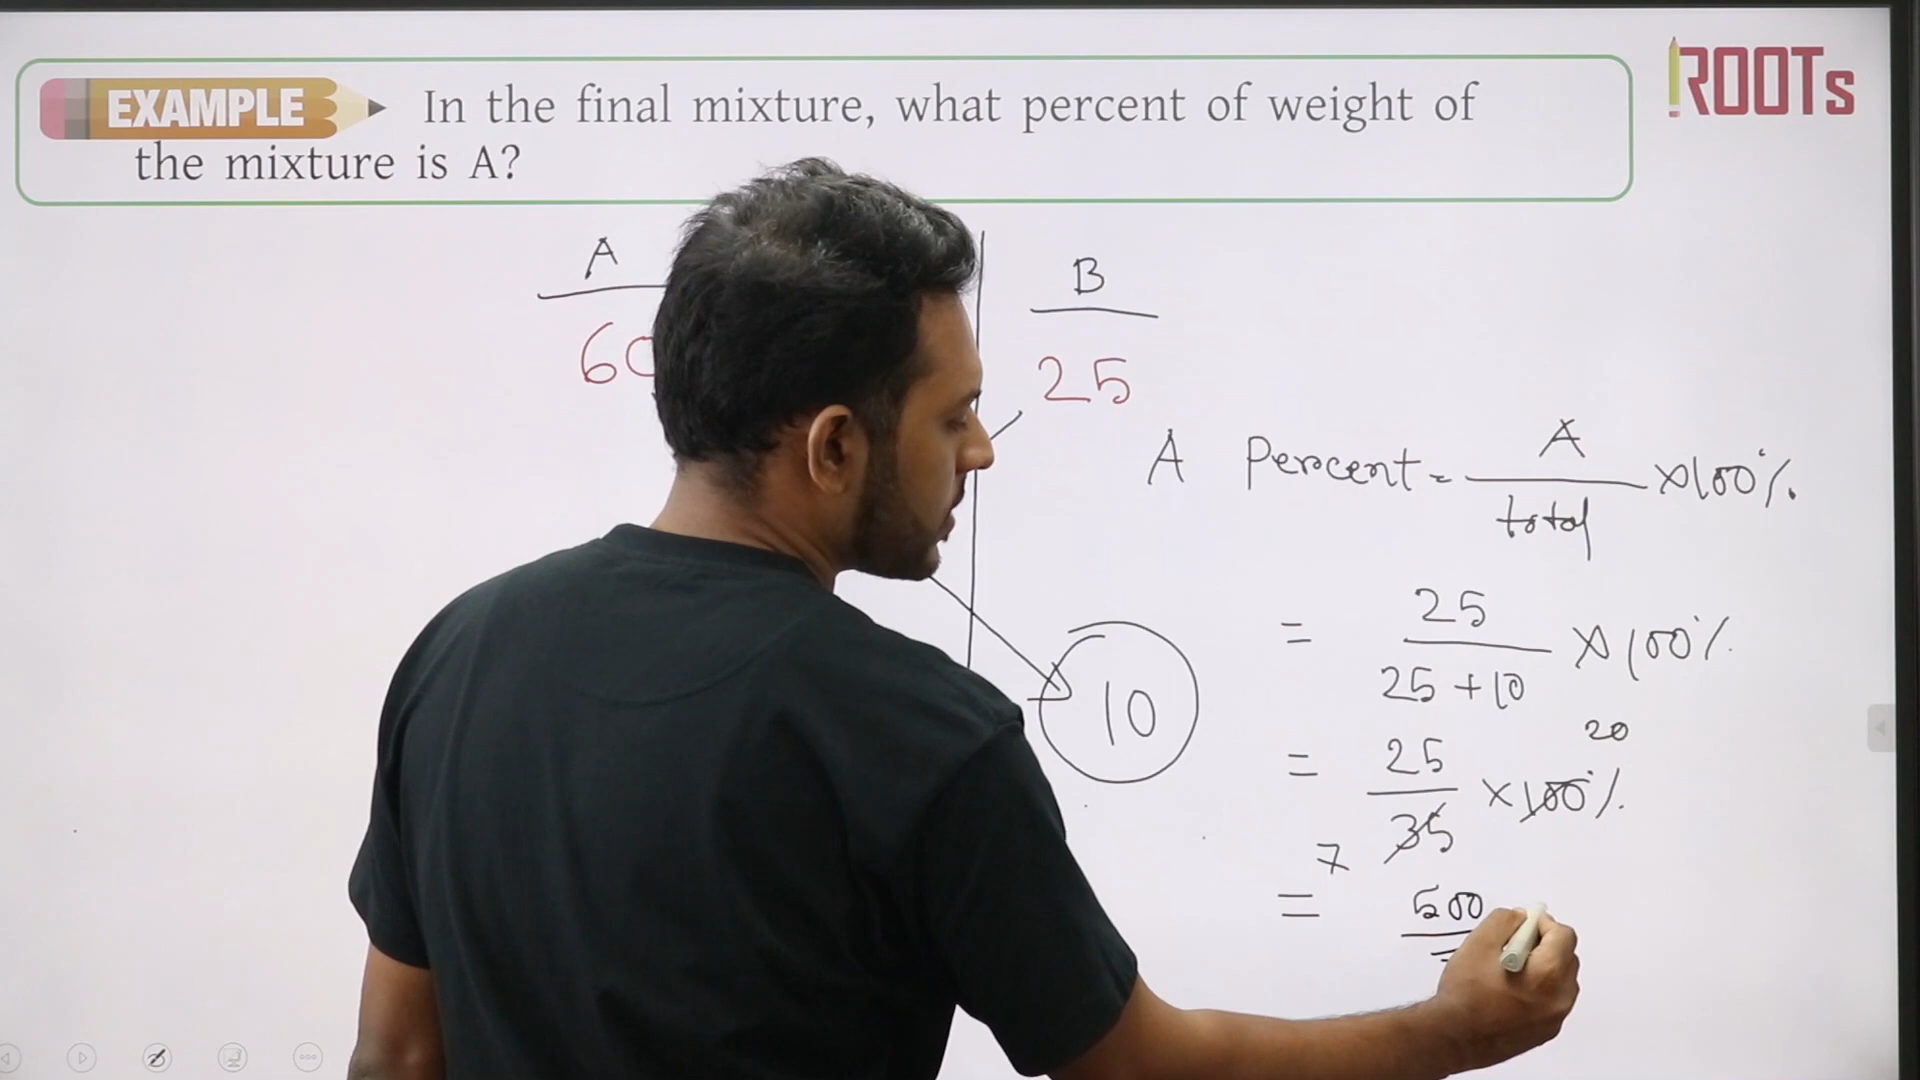 EXAMPLE In the final mixture, what percent of weight of
the mixture is A?
ROOTs
A
B
60
25
A Percent = A / total × 100%
= 25 / 25 + 10 × 100%
10
20
= 25 / 35 × 100%
7
= 500